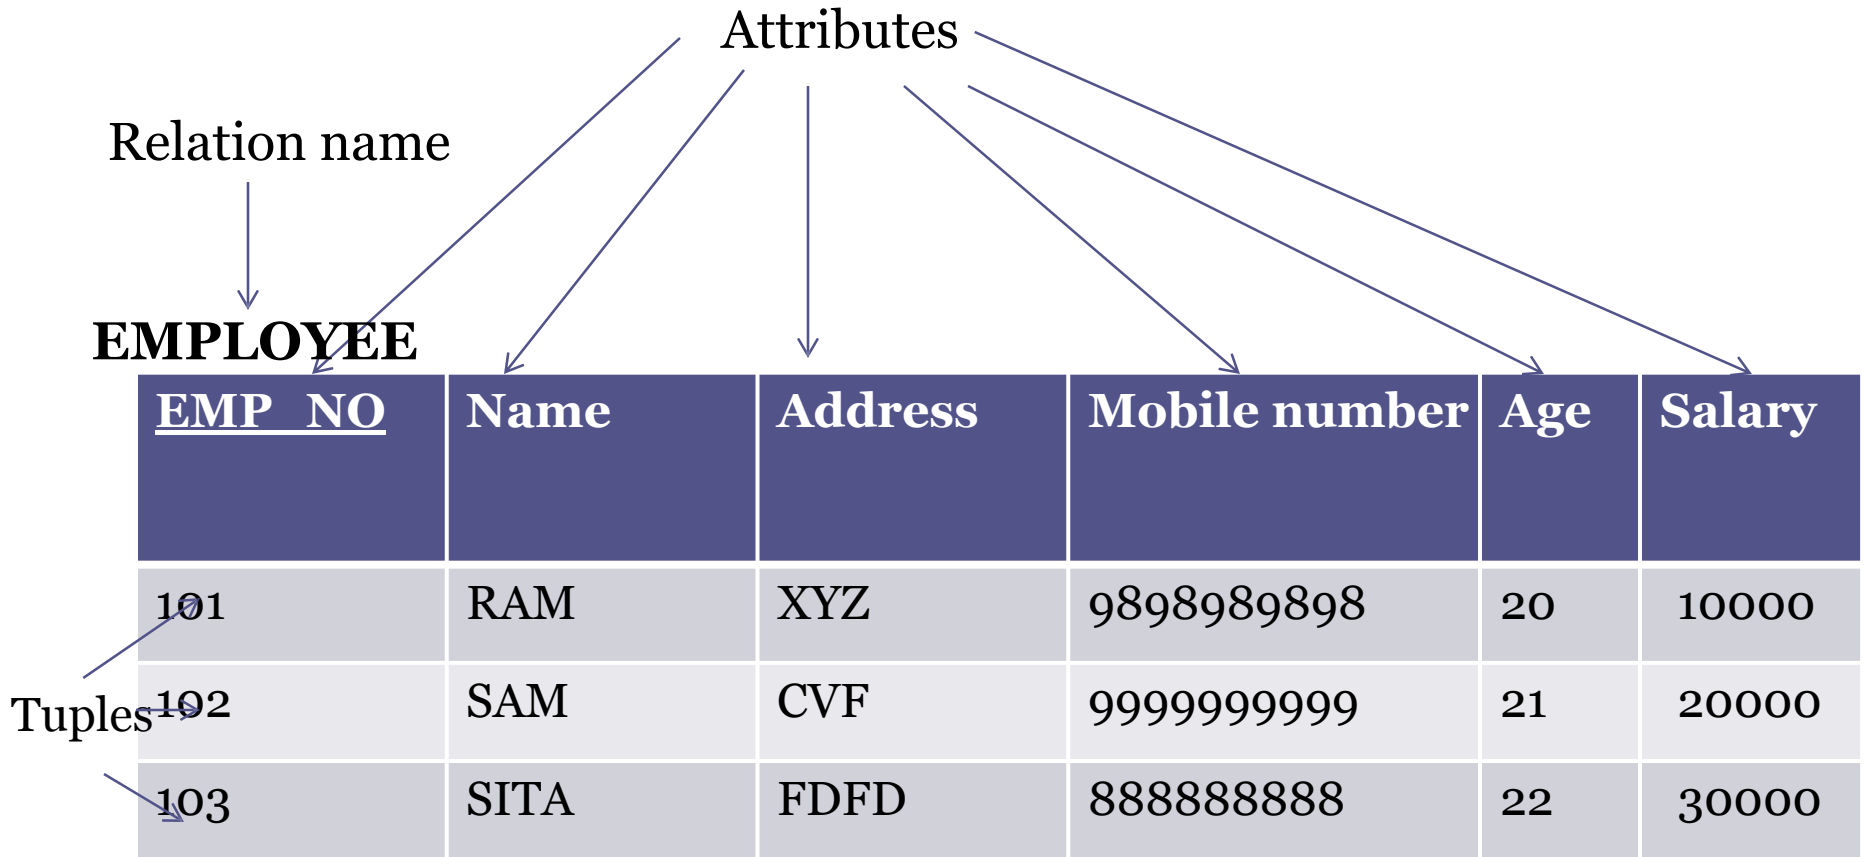 Attributes
Relation name
EMPLOYEE
EMP_NO Name Address Mobile number Age Salary
101 RAM XYZ 9898989898 20 10000
Tuples
102 SAM CVF 9999999999 21 20000
103 SITA FDFD 888888888 22 30000